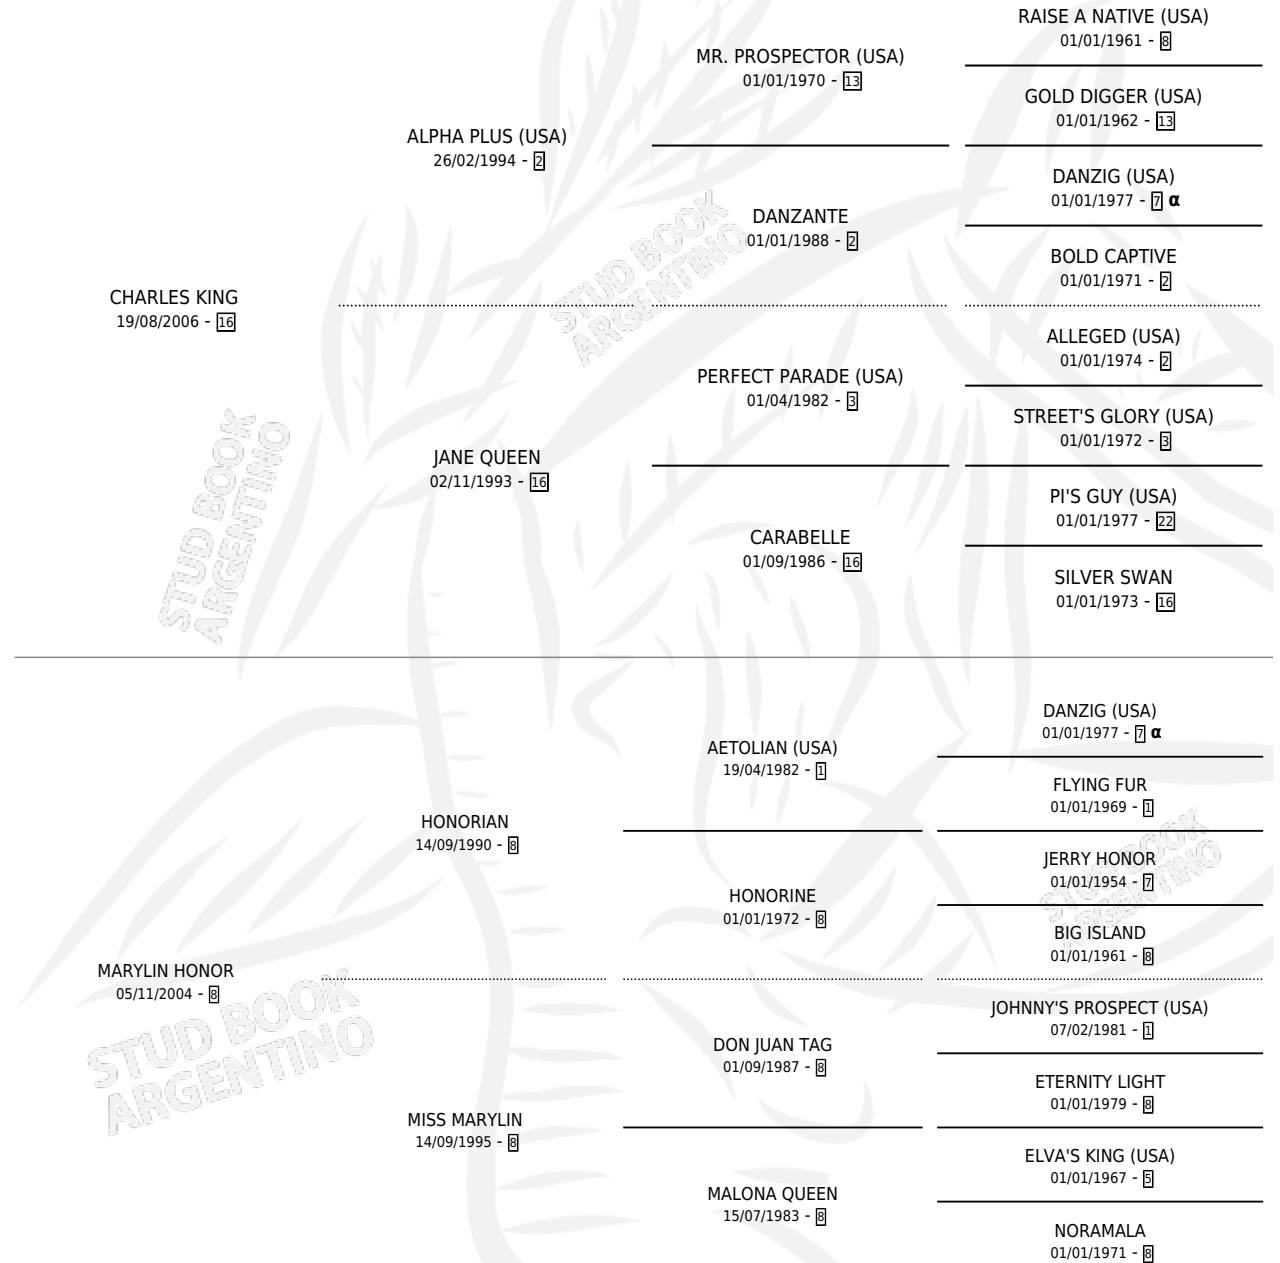 RAISE A NATIVE (USA)
01/01/1961 - 8
MR. PROSPECTOR (USA)
01/01/1970 - 13
GOLD DIGGER (USA)
01/01/1962 - 13
ALPHA PLUS (USA)
26/02/1994 - 2
DANZIG (USA)
01/01/1977 - 7 α
DANZANTE
01/01/1988 - 2
BOLD CAPTIVE
01/01/1971 - 2
CHARLES KING
19/08/2006 - 16
ALLEGED (USA)
01/01/1974 - 2
PERFECT PARADE (USA)
01/04/1982 - 3
STREET'S GLORY (USA)
01/01/1972 - 3
JANE QUEEN
02/11/1993 - 16
PI'S GUY (USA)
01/01/1977 - 22
CARABELLE
01/09/1986 - 16
SILVER SWAN
01/01/1973 - 16
STUD BOOK
ARGENTINO
STUD BOOK
ARGENTINO
DANZIG (USA)
01/01/1977 - 7 α
AETOLIAN (USA)
19/04/1982 - 1
FLYING FUR
01/01/1969 - 1
HONORIAN
14/09/1990 - 8
JERRY HONOR
01/01/1954 - 7
HONORINE
01/01/1972 - 8
BIG ISLAND
01/01/1961 - 8
MARYLIN HONOR
05/11/2004 - 8
JOHNNY'S PROSPECT (USA)
07/02/1981 - 1
DON JUAN TAG
01/09/1987 - 8
ETERNITY LIGHT
01/01/1979 - 8
MISS MARYLIN
14/09/1995 - 8
ELVA'S KING (USA)
01/01/1967 - 5
MALONA QUEEN
15/07/1983 - 8
NORAMALA
01/01/1971 - 8
STUD BOOK
ARGENTINO
STUD BOOK
ARGENTINO